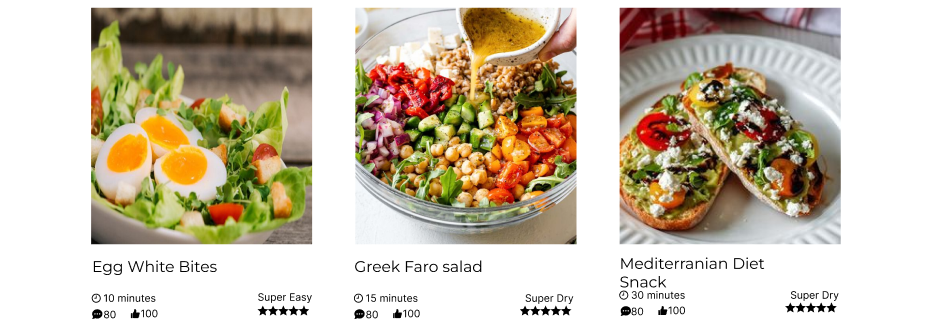 Egg White Bites
10 minutes
Super Easy
80 100
Greek Faro salad
15 minutes
Super Dry
80 100
Mediterranian Diet
Snack
30 minutes
Super Dry
80 100